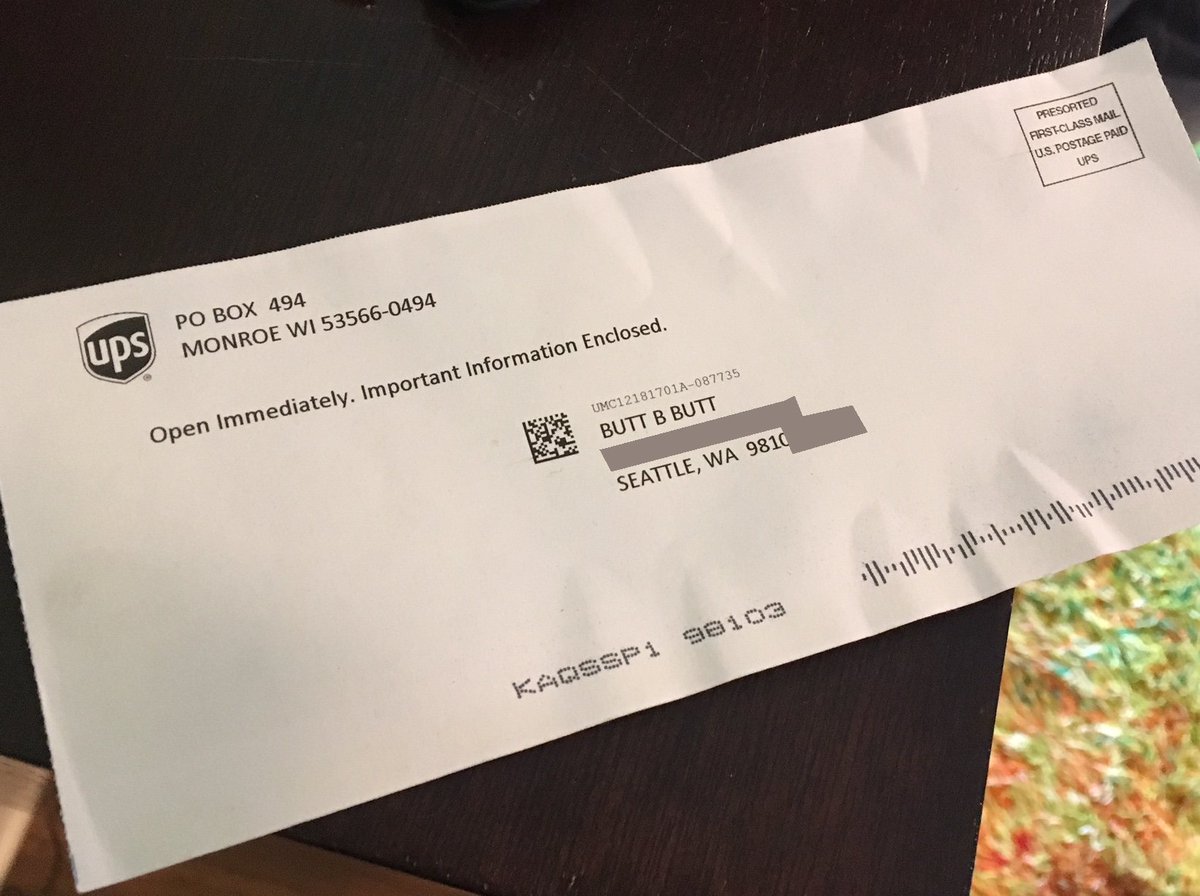 PRESORTED
FIRST-CLASS MAIL
U.S. POSTAGE PAID
UPS
ups
PO BOX 494
MONROE WI 53566-0494
Open Immediately. Important Information Enclosed.
UMC12181701A-087735
BUTT B BUTT
SEATTLE, WA 9810
KAQSSP1 98103